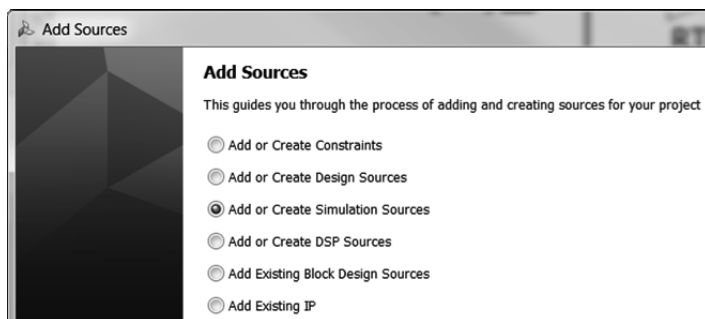 Add Sources
RT
Add Sources
This guides you through the process of adding and creating sources for your project
Add or Create Constraints
Add or Create Design Sources
Add or Create Simulation Sources
Add or Create DSP Sources
Add Existing Block Design Sources
Add Existing IP